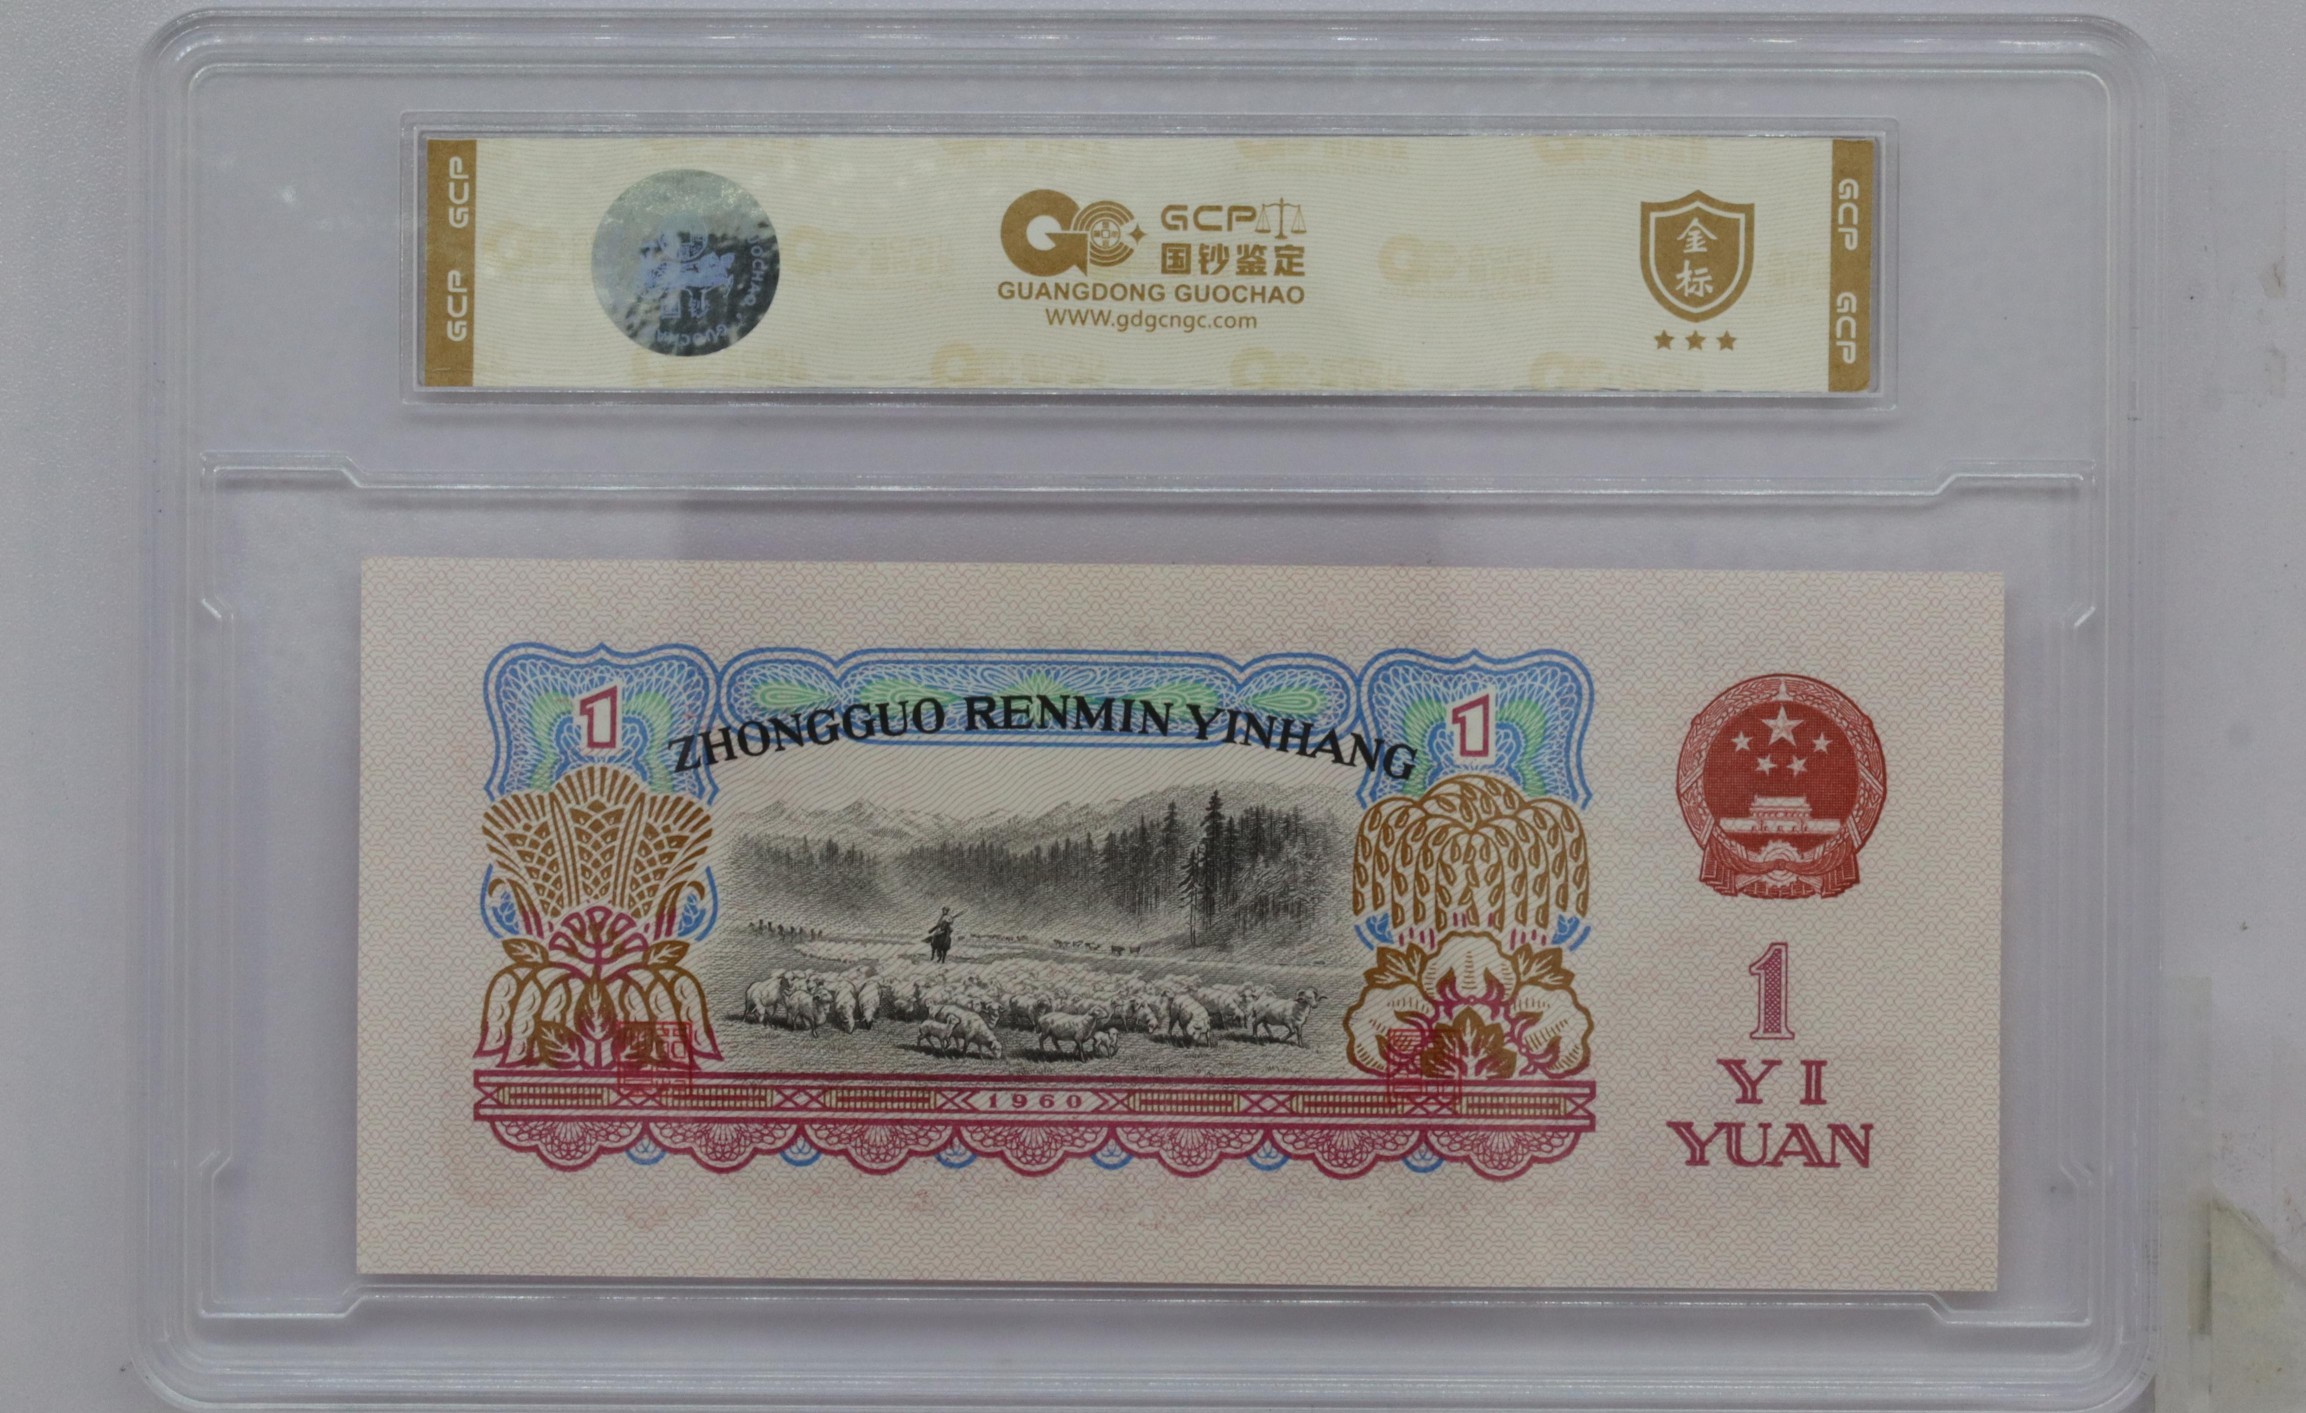 GCP
GCP
GCP
国钞鉴定
GUANGDONG GUOCHAO
WWW.gdgcngc.com
金
标
GCP
GCP
1
ZHONGGUO RENMIN YINHANG
1
1960
1
YI
YUAN